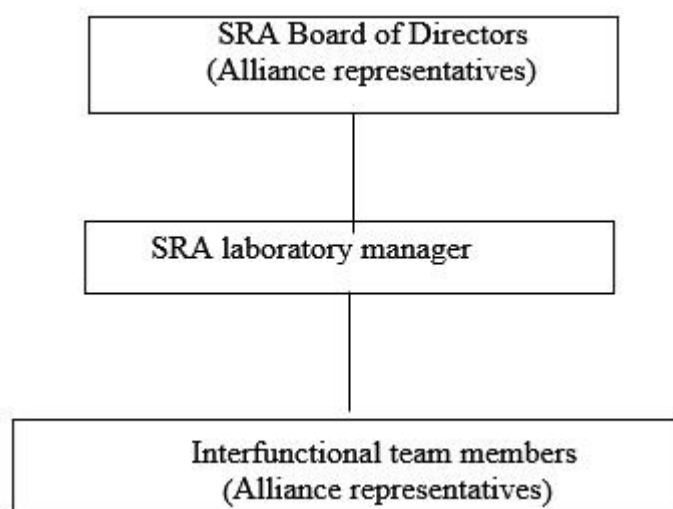 SRA Board of Directors
(Alliance representatives)
SRA laboratory manager
Interfunctional team members
(Alliance representatives)